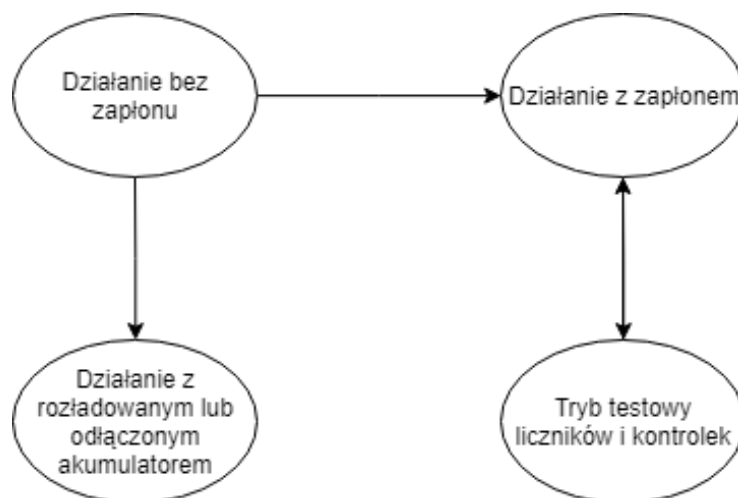 Działanie bez
zapłonu
Działanie z zapłonem
Działanie z
rozładowanym lub
odłączonym
akumulatorem
Tryb testowy
liczników i kontrolek